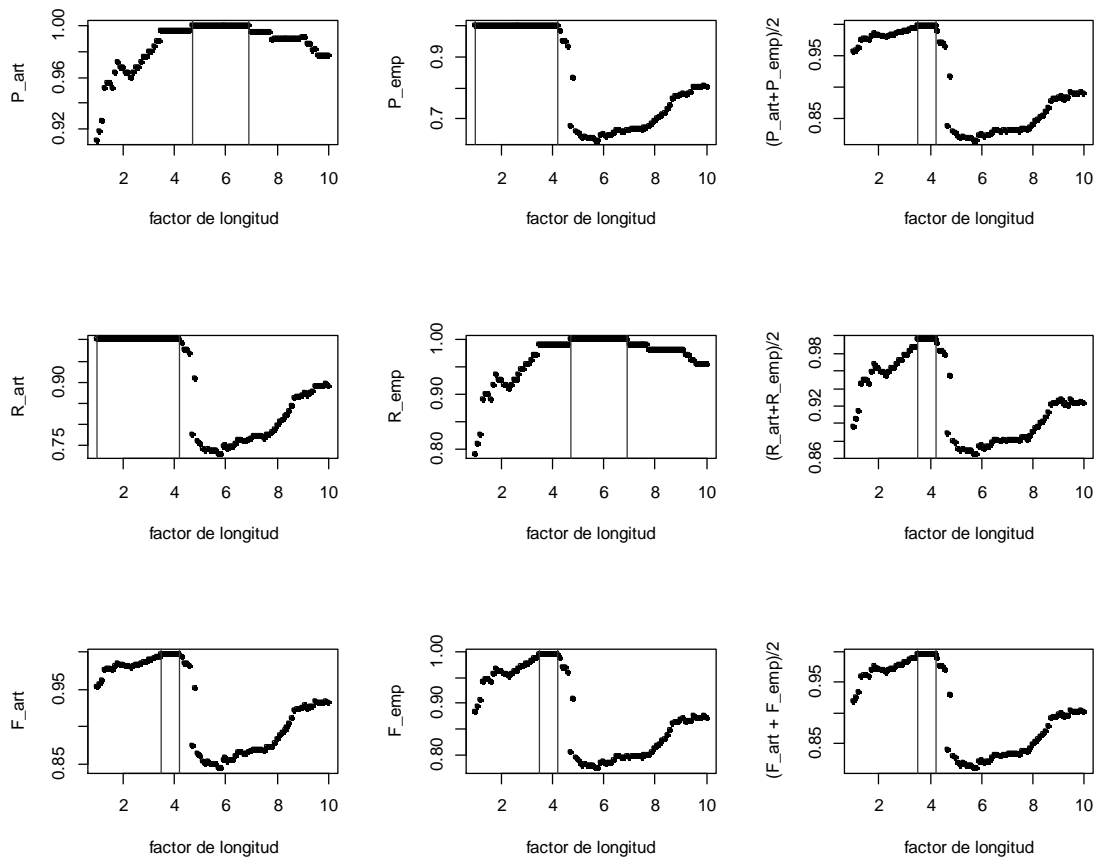 P_art
0.92 0.96 1.00
2 4 6 8 10
factor de longitud
P_emp
0.7 0.9
2 4 6 8 10
factor de longitud
(P_art+P_emp)/2
0.85 0.95
2 4 6 8 10
factor de longitud
R_art
0.75 0.90
2 4 6 8 10
factor de longitud
R_emp
0.80 0.90 1.00
2 4 6 8 10
factor de longitud
(R_art+R_emp)/2
0.86 0.92 0.98
2 4 6 8 10
factor de longitud
F_art
0.85 0.95
2 4 6 8 10
factor de longitud
F_emp
0.80 0.90 1.00
2 4 6 8 10
factor de longitud
(F_art + F_emp)/2
0.85 0.95
2 4 6 8 10
factor de longitud